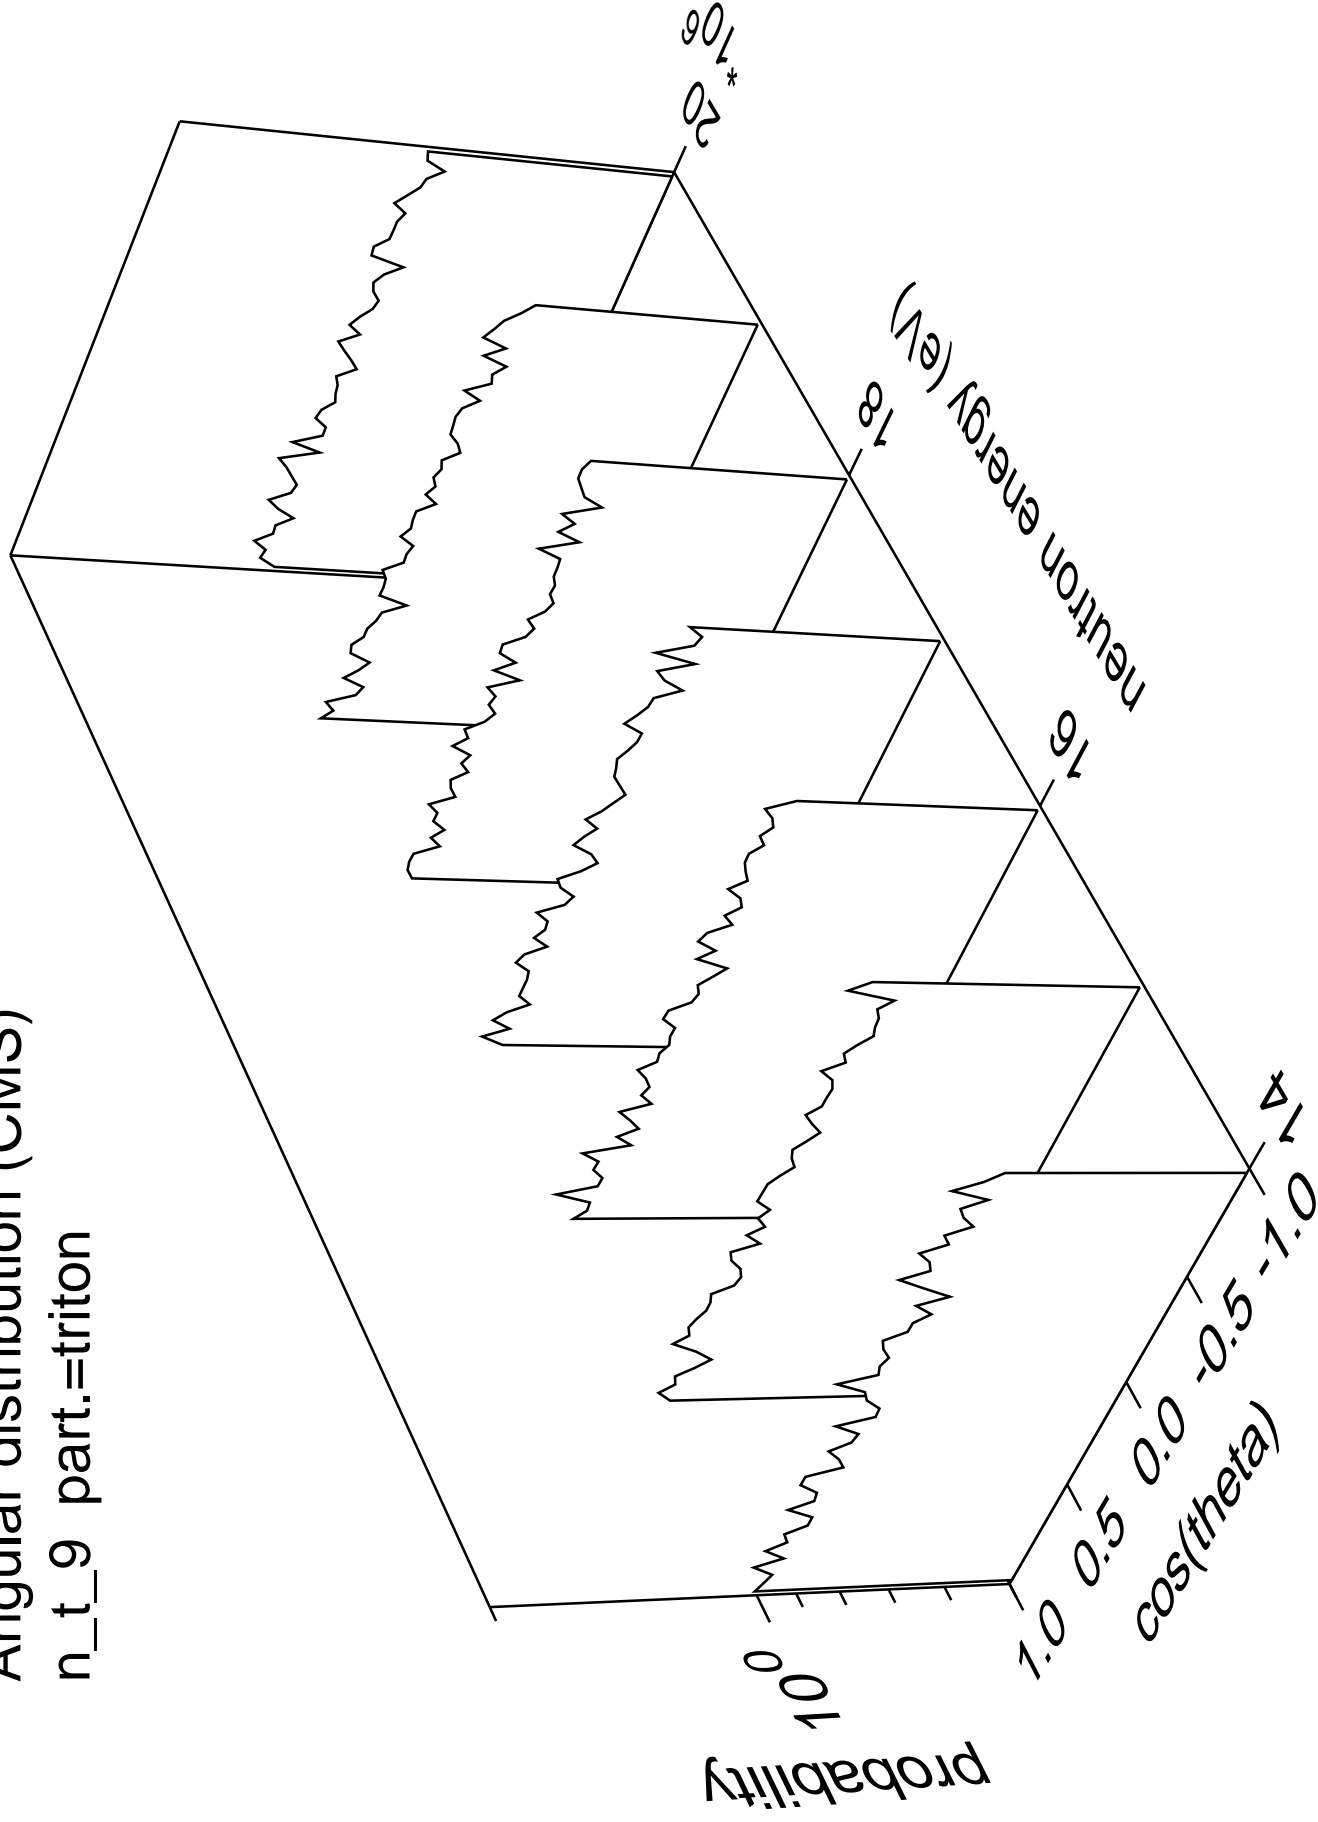 Angular distribution (CMS)
n_t_9 part.=triton
probability
10⁰
cos(theta)
1.0 0.5 0.0 -0.5 -1.0
neutron energy (eV)
14 16 18 20
*10⁶